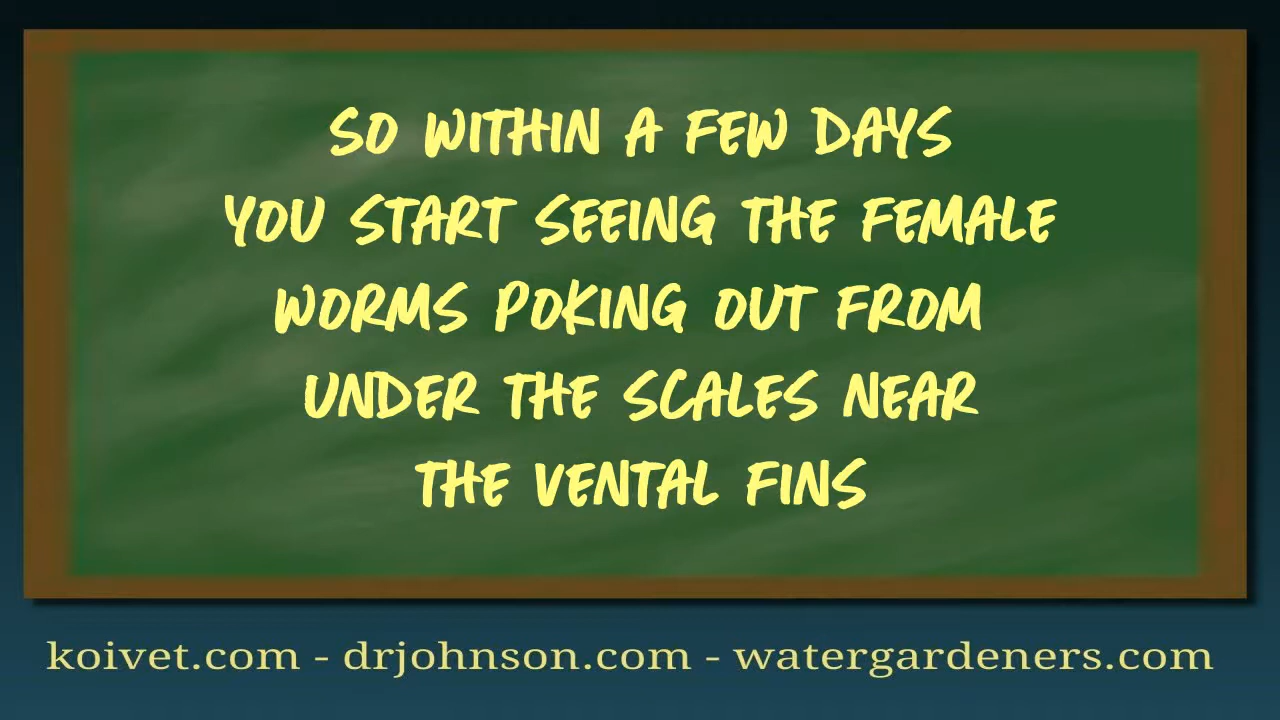 SO WITHIN A FEW DAYS
YOU START SEEING THE FEMALE
WORMS POKING OUT FROM
UNDER THE SCALES NEAR
THE VENTAL FINS
koivet.com - drjohnson.com - watergardeners.com